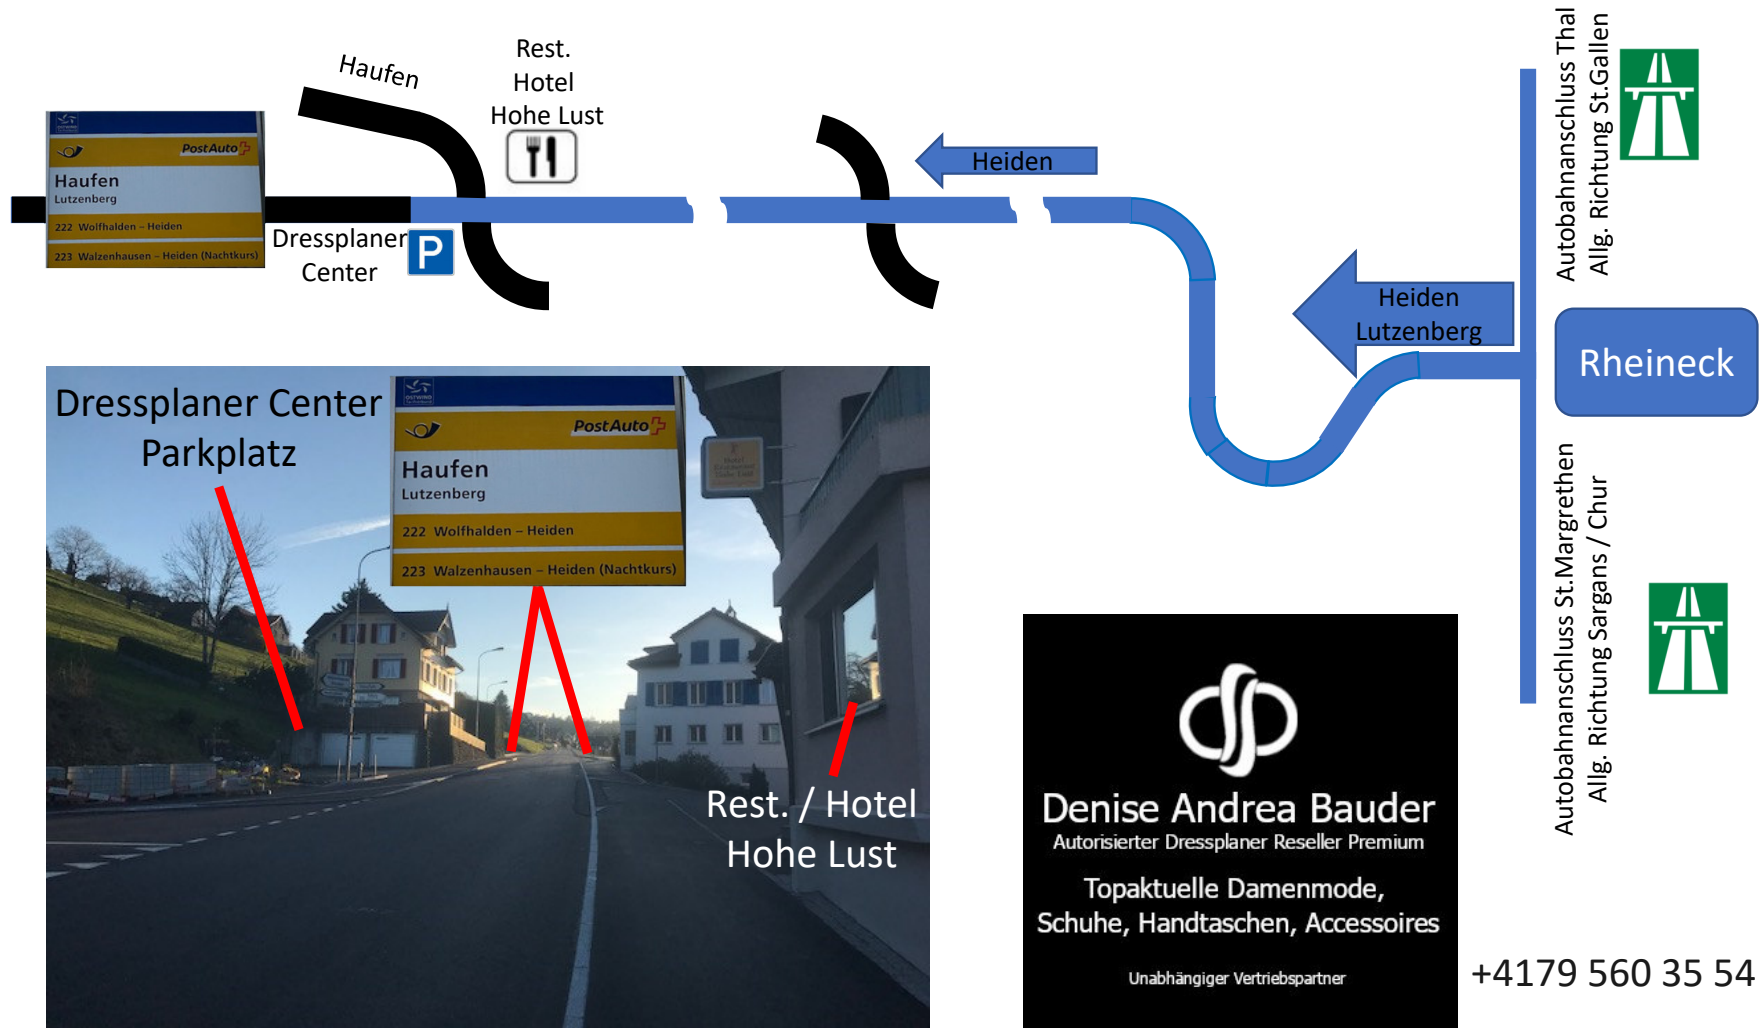 Haufen
Rest.
Hotel
Hohe Lust
PostAuto
Haufen
Lutzenberg
222 Wolfhalden – Heiden
223 Walzenhausen – Heiden (Nachtkurs)
Dressplaner
Center
P
Heiden
Heiden
Lutzenberg
Autobahnanschluss Thal
Allg. Richtung St.Gallen
Rheineck
Autobahnanschluss St.Margrethen
Allg. Richtung Sargans / Chur
Dressplaner Center
Parkplatz
OSTWIND
PostAuto
Haufen
Lutzenberg
222 Wolfhalden – Heiden
223 Walzenhausen – Heiden (Nachtkurs)
Hotel
Rest. / Hotel
Hohe Lust
Denise Andrea Bauder
Autorisierter Dressplaner Reseller Premium
Topaktuelle Damenmode,
Schuhe, Handtaschen, Accessoires
Unabhängiger Vertriebspartner
+4179 560 35 54